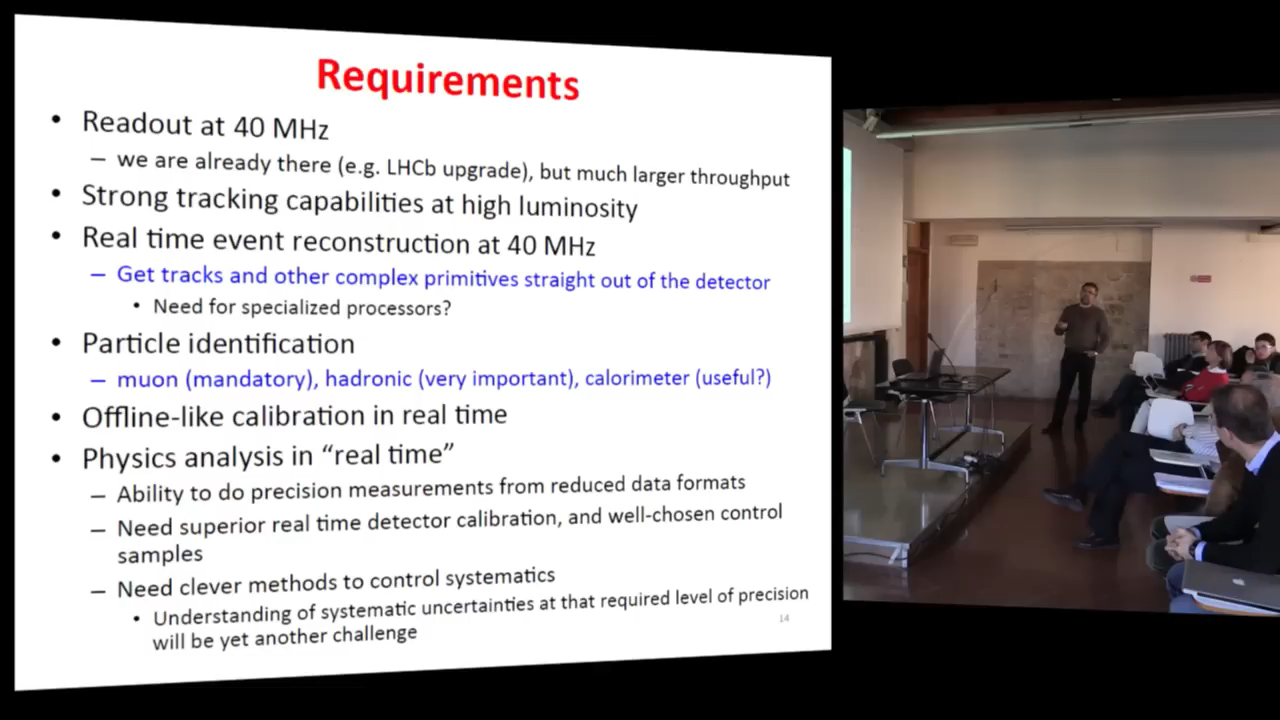 Requirements
• Readout at 40 MHz
– we are already there (e.g. LHCb upgrade), but much larger throughput
• Strong tracking capabilities at high luminosity
• Real time event reconstruction at 40 MHz
– Get tracks and other complex primitives straight out of the detector
• Need for specialized processors?
• Particle identification
– muon (mandatory), hadronic (very important), calorimeter (useful?)
• Offline-like calibration in real time
• Physics analysis in “real time”
– Ability to do precision measurements from reduced data formats
– Need superior real time detector calibration, and well-chosen control
samples
– Need clever methods to control systematics
• Understanding of systematic uncertainties at that required level of precision
will be yet another challenge
14